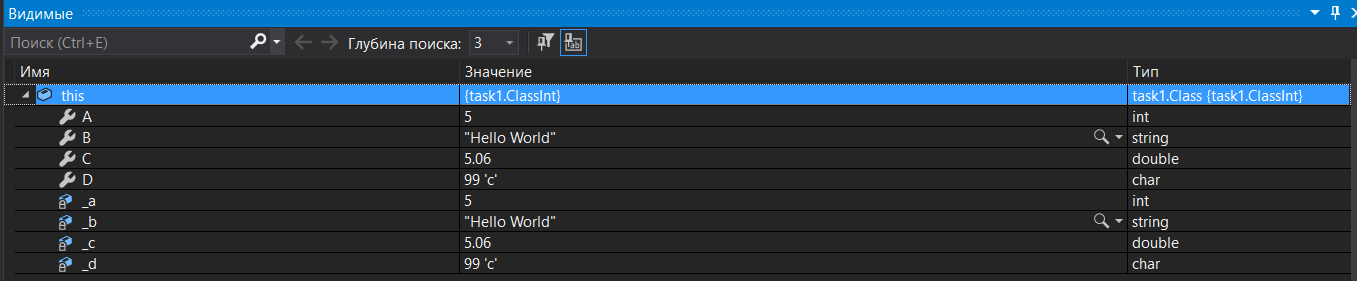 Видимые
Поиск (Ctrl+E) Глубина поиска: 3
Имя Значение Тип
this {task1.ClassInt} task1.Class {task1.ClassInt}
A 5 int
B "Hello World" string
C 5.06 double
D 99 'c' char
_a 5 int
_b "Hello World" string
_c 5.06 double
_d 99 'c' char